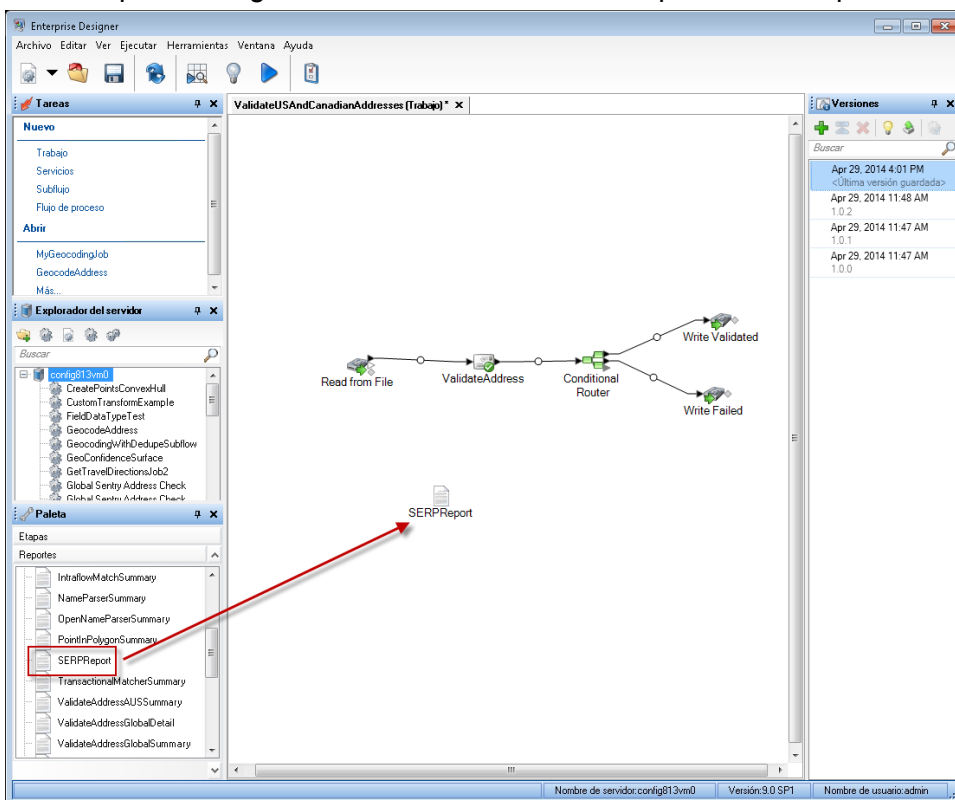 Enterprise Designer
Archivo Editar Ver Ejecutar Herramientas Ventana Ayuda
Tareas
Nuevo
Trabajo
Servicios
Subflujo
Flujo de proceso
Abrir
MyGeocodingJob
GeocodeAddress
Más...
Explorador del servidor
Buscar
config813vm0
CreatePointsConvexHull
CustomTransformExample
FieldDataTypeTest
GeocodeAddress
GeocodingWithDedupeSubflow
GeoConfidenceSurface
GetTravelDirectionsJob2
Global Sentry Address Check
Global Sentry Address Check
Paleta
Etapas
Reportes
IntraflowMatchSummary
NameParserSummary
OpenNameParserSummary
PointInPolygonSummary
SERPReport
TransactionalMatcherSummary
ValidateAddressAUSSummary
ValidateAddressGlobalDetail
ValidateAddressGlobalSummary
ValidateUSAndCanadianAddresses (Trabajo) *
Read from File
ValidateAddress
Conditional
Router
Write Validated
Write Failed
SERPReport
Versiones
Buscar
Apr 29, 2014 4:01 PM
<Última versión guardada>
Apr 29, 2014 11:48 AM
1.0.2
Apr 29, 2014 11:47 AM
1.0.1
Apr 29, 2014 11:47 AM
1.0.0
Nombre de servidor:config813vm0
Versión:9.0 SP1
Nombre de usuario:admin